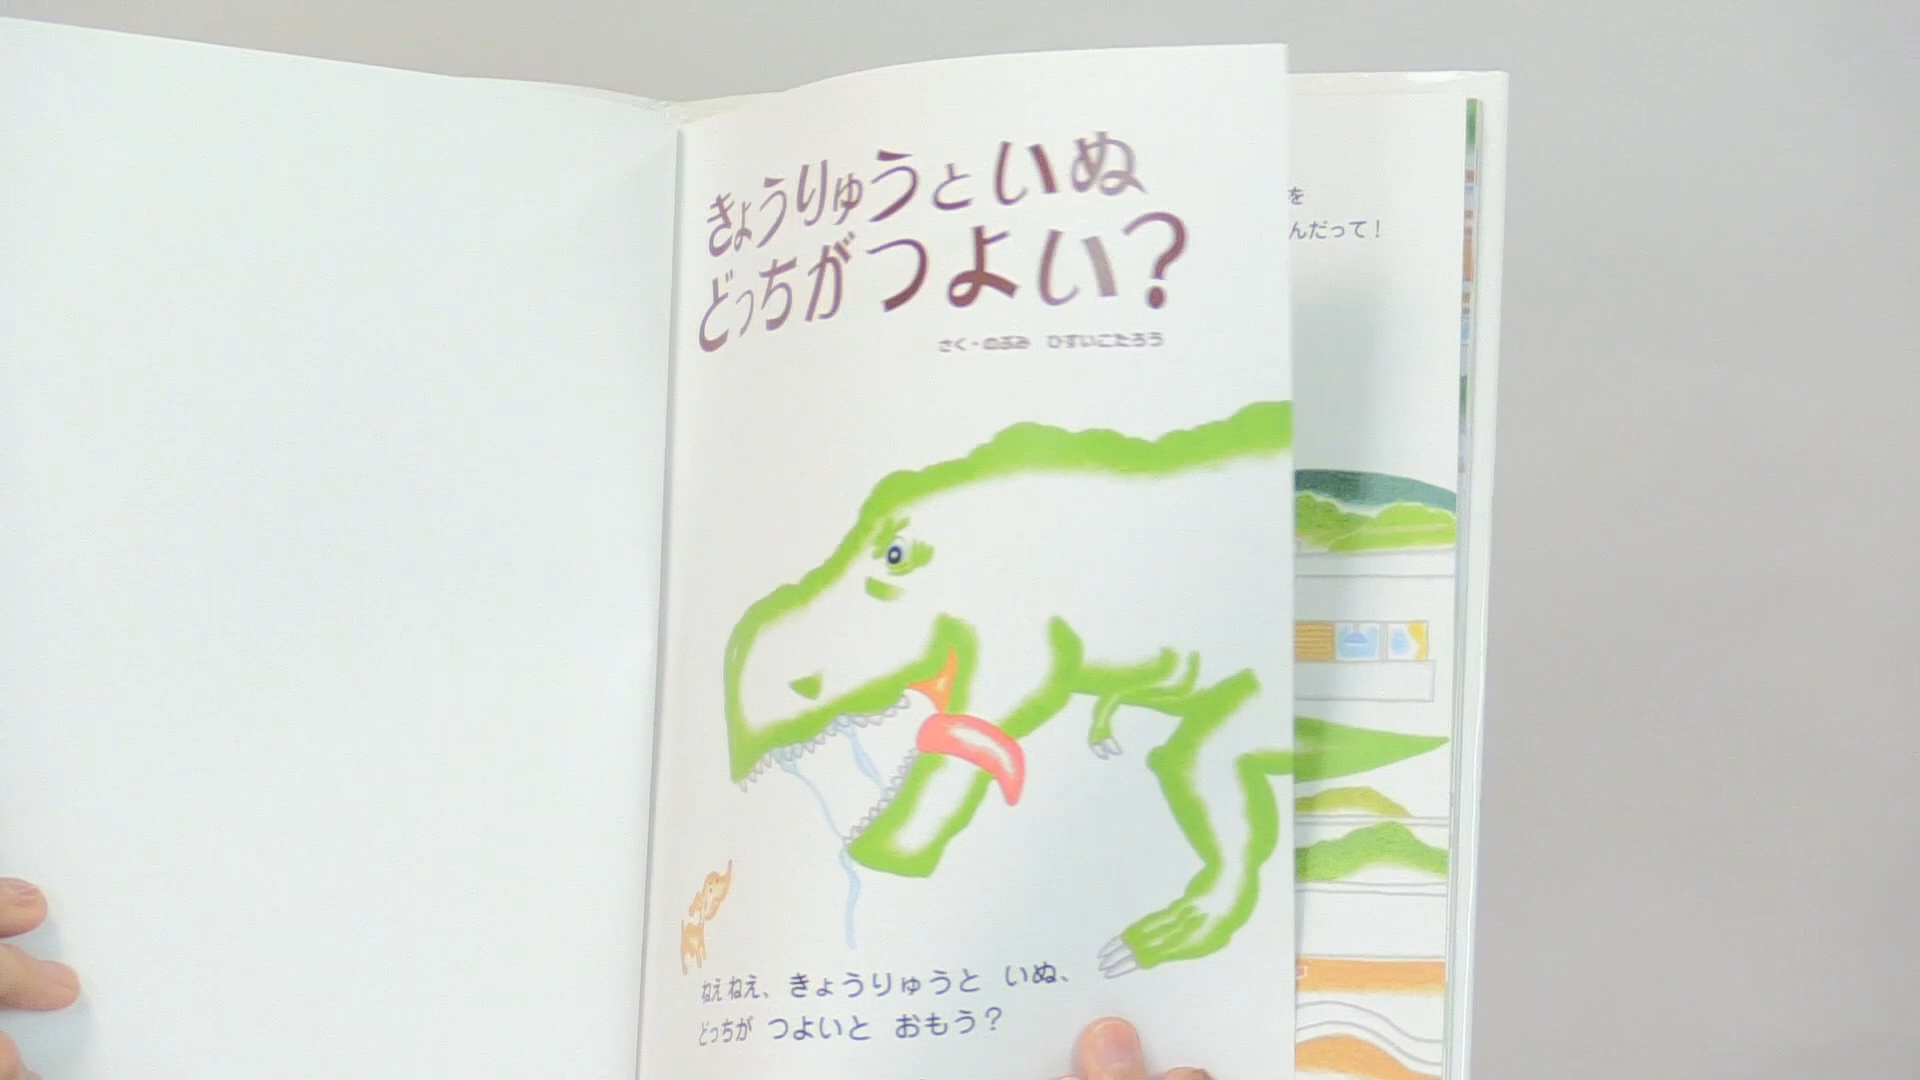 きょうりゅうといぬ
どっちがつよい?
さく・のぶみ ひすいこたろう
ねえねえ、きょうりゅうと いぬ、
どっちが つよいと おもう?
を
んだって!